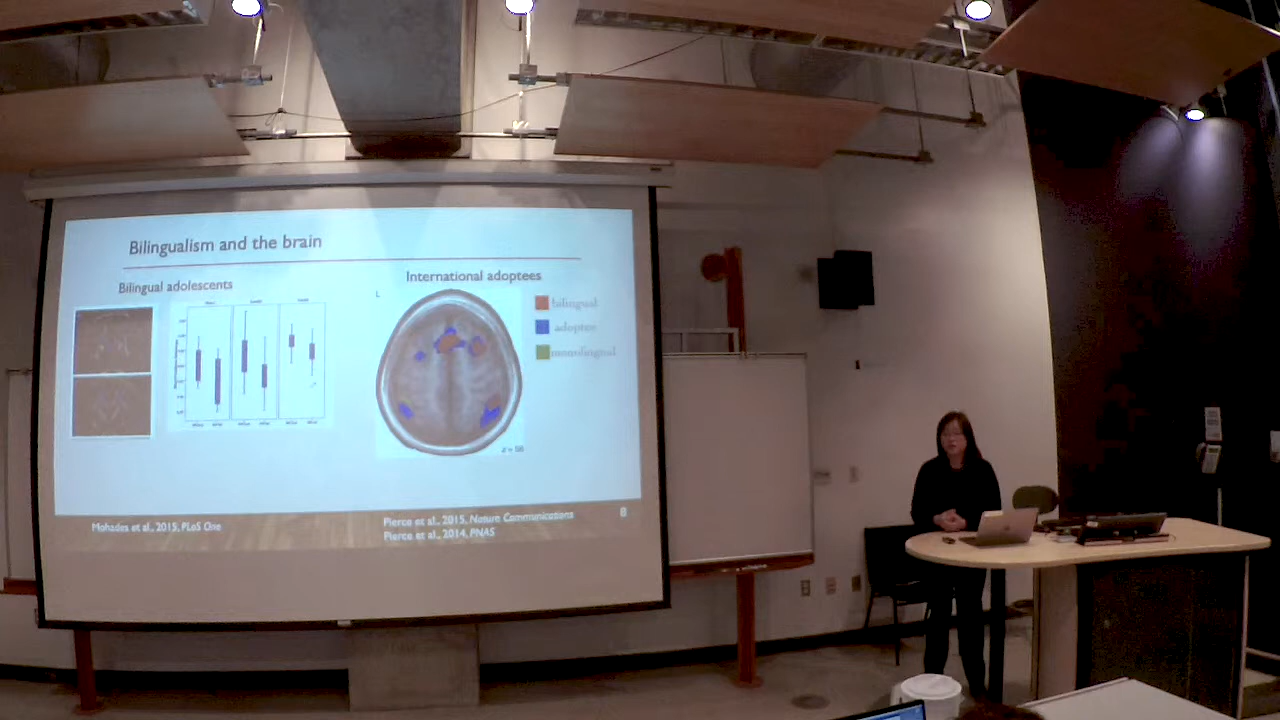 Bilingualism and the brain
Bilingual adolescents
International adoptees
L
bilingual
adoptee
monolingual
z = 56
Mohades et al., 2015, PLoS One
Pierce et al., 2015, Nature Communications
Pierce et al., 2014, PNAS
8